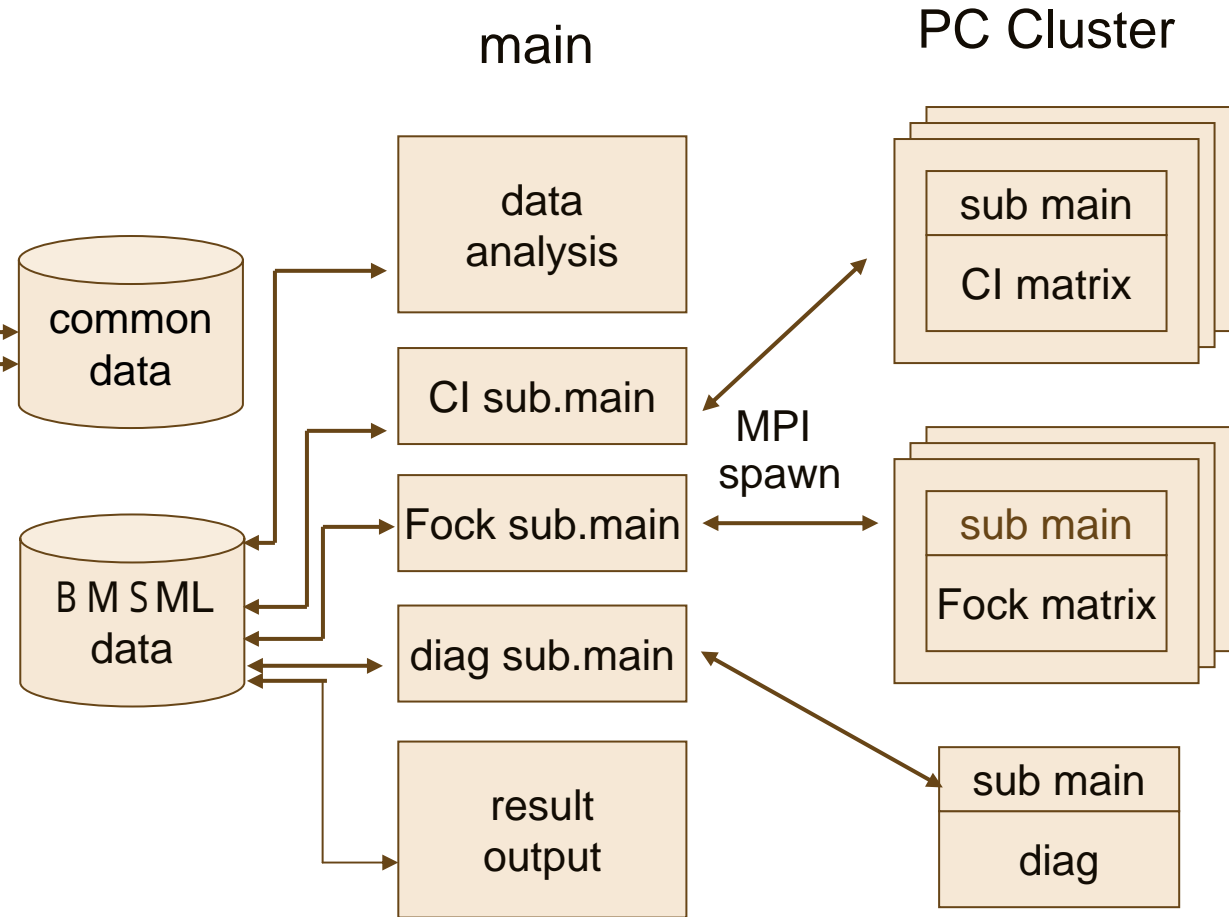 main
PC Cluster
common
data
B M S ML
data
data
analysis
CI sub.main
Fock sub.main
diag sub.main
result
output
MPI
spawn
sub main
CI matrix
sub main
Fock matrix
sub main
diag